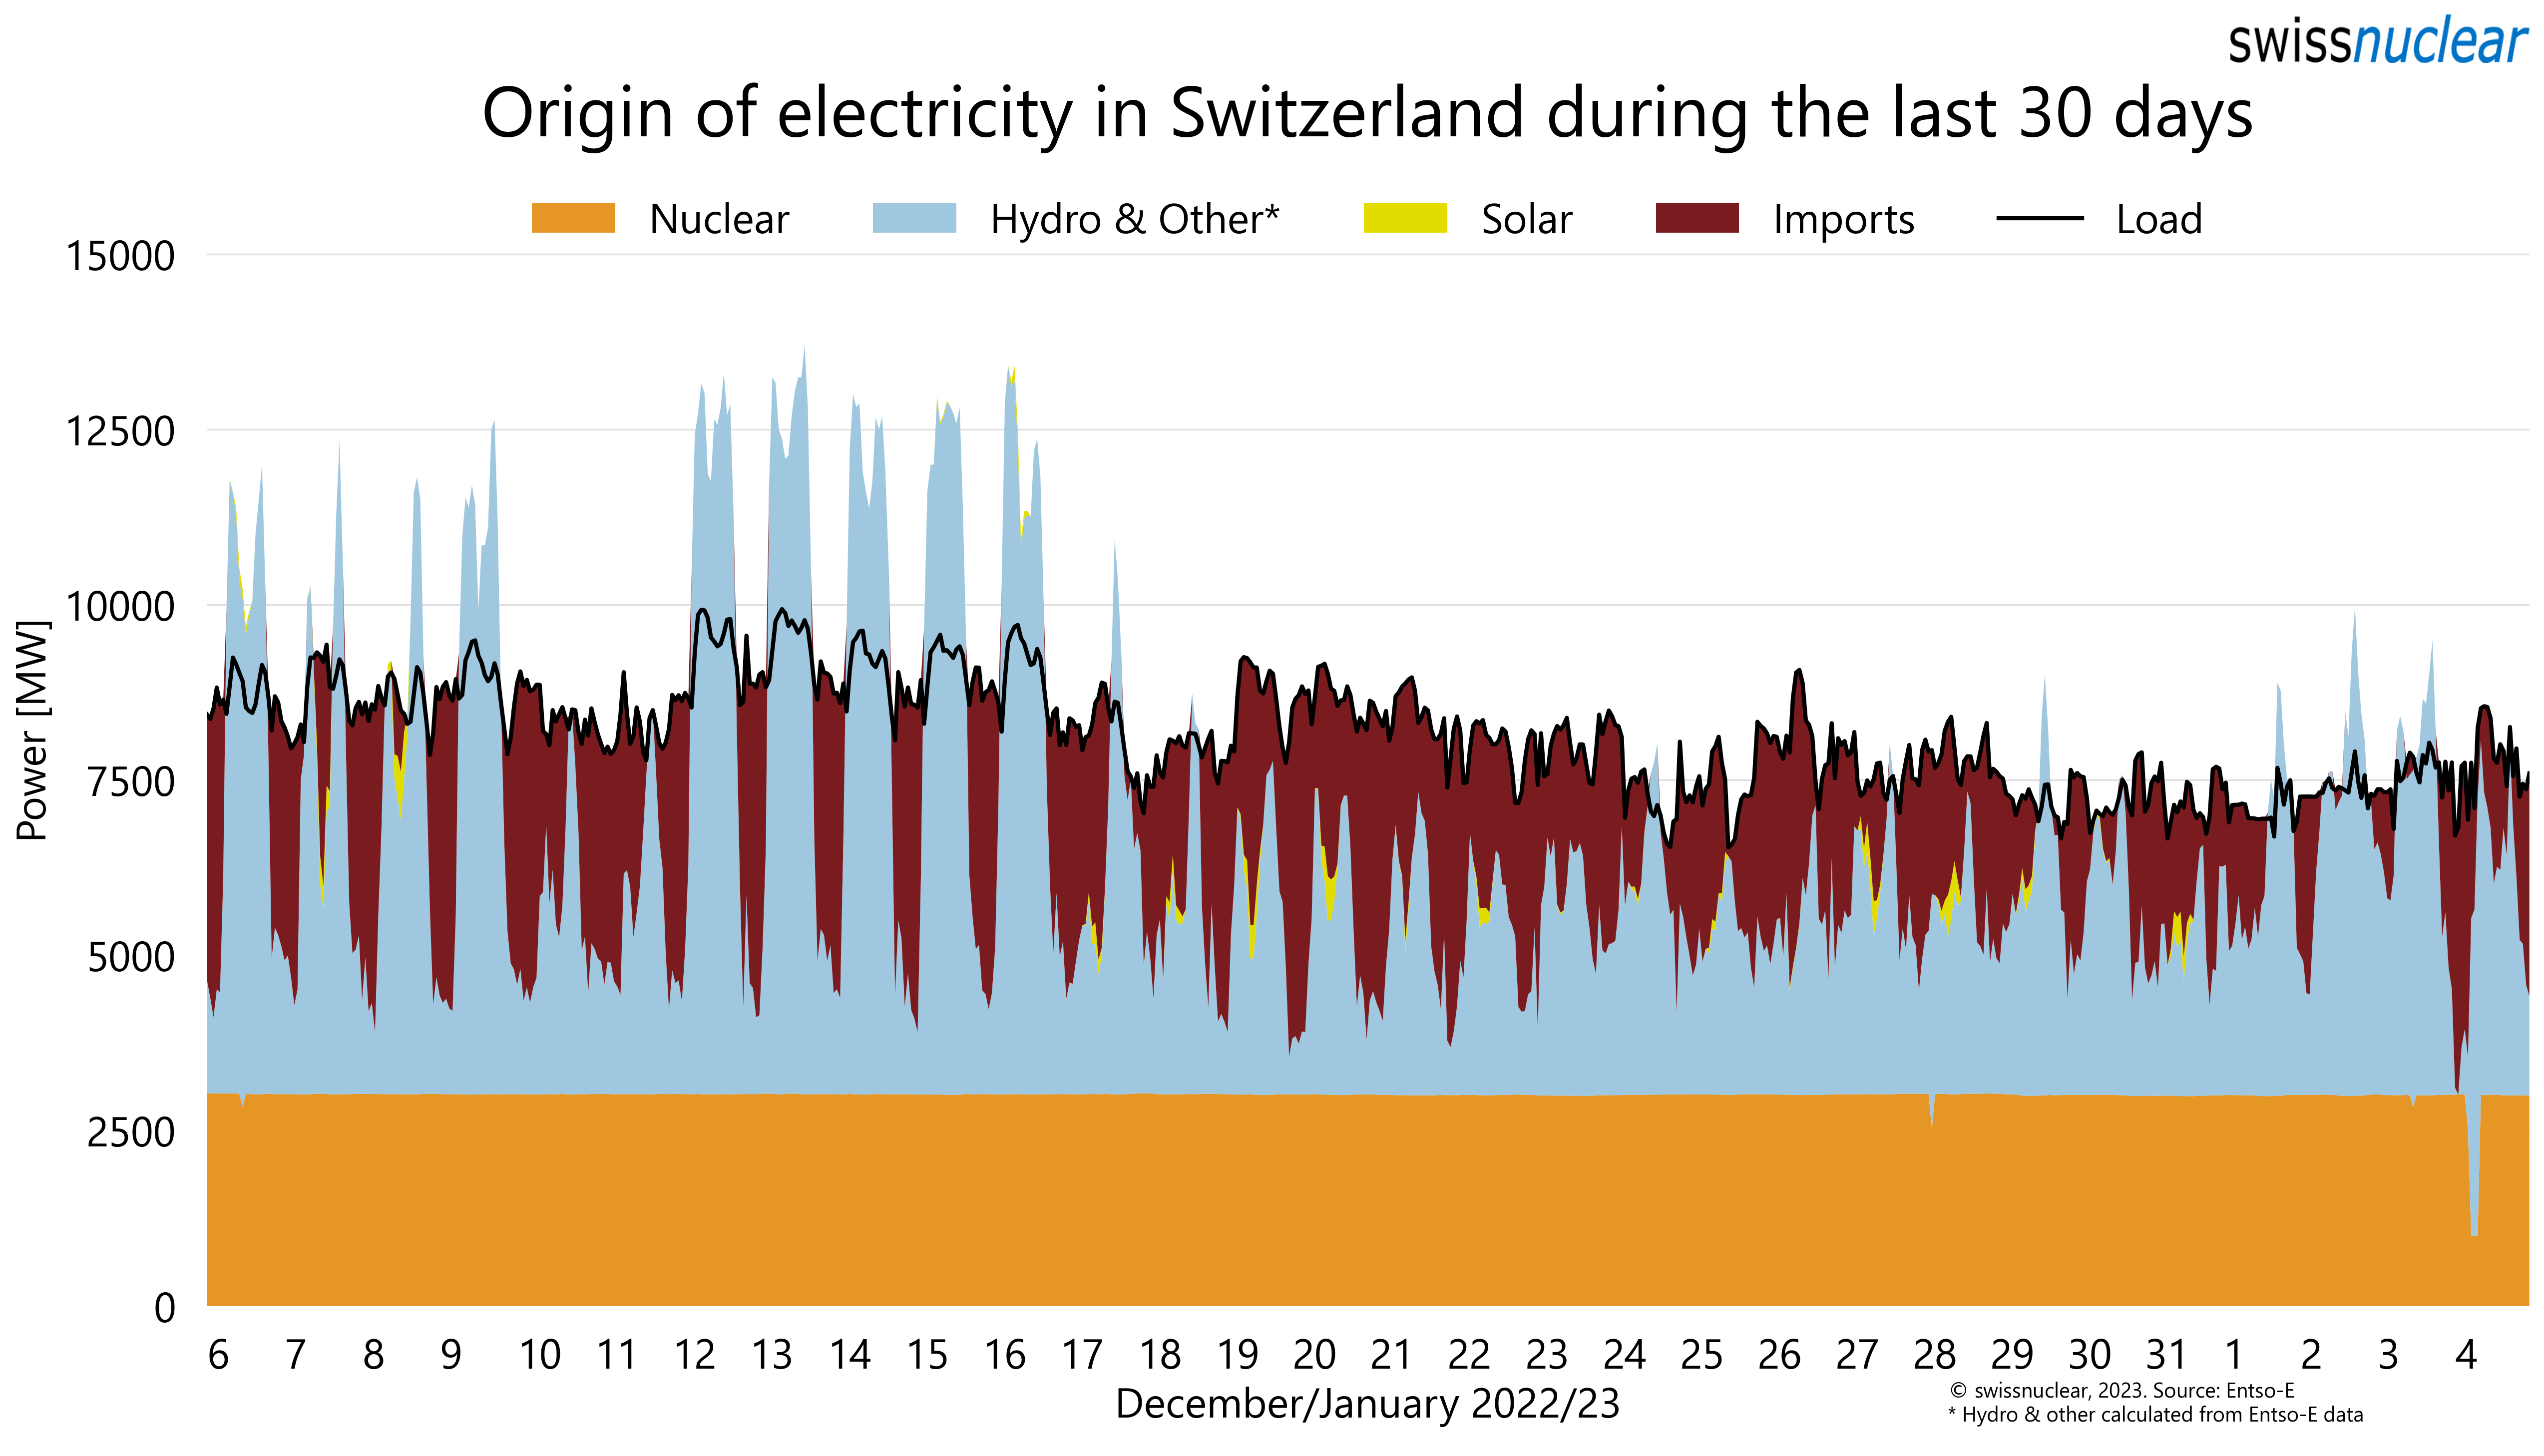 swissnuclear
Origin of electricity in Switzerland during the last 30 days
Nuclear Hydro & Other* Solar Imports Load
15000
12500
10000
7500
5000
2500
0
Power [MW]
6 7 8 9 10 11 12 13 14 15 16 17 18 19 20 21 22 23 24 25 26 27 28 29 30 31 1 2 3 4
December/January 2022/23
© swissnuclear, 2023. Source: Entso-E
* Hydro & other calculated from Entso-E data